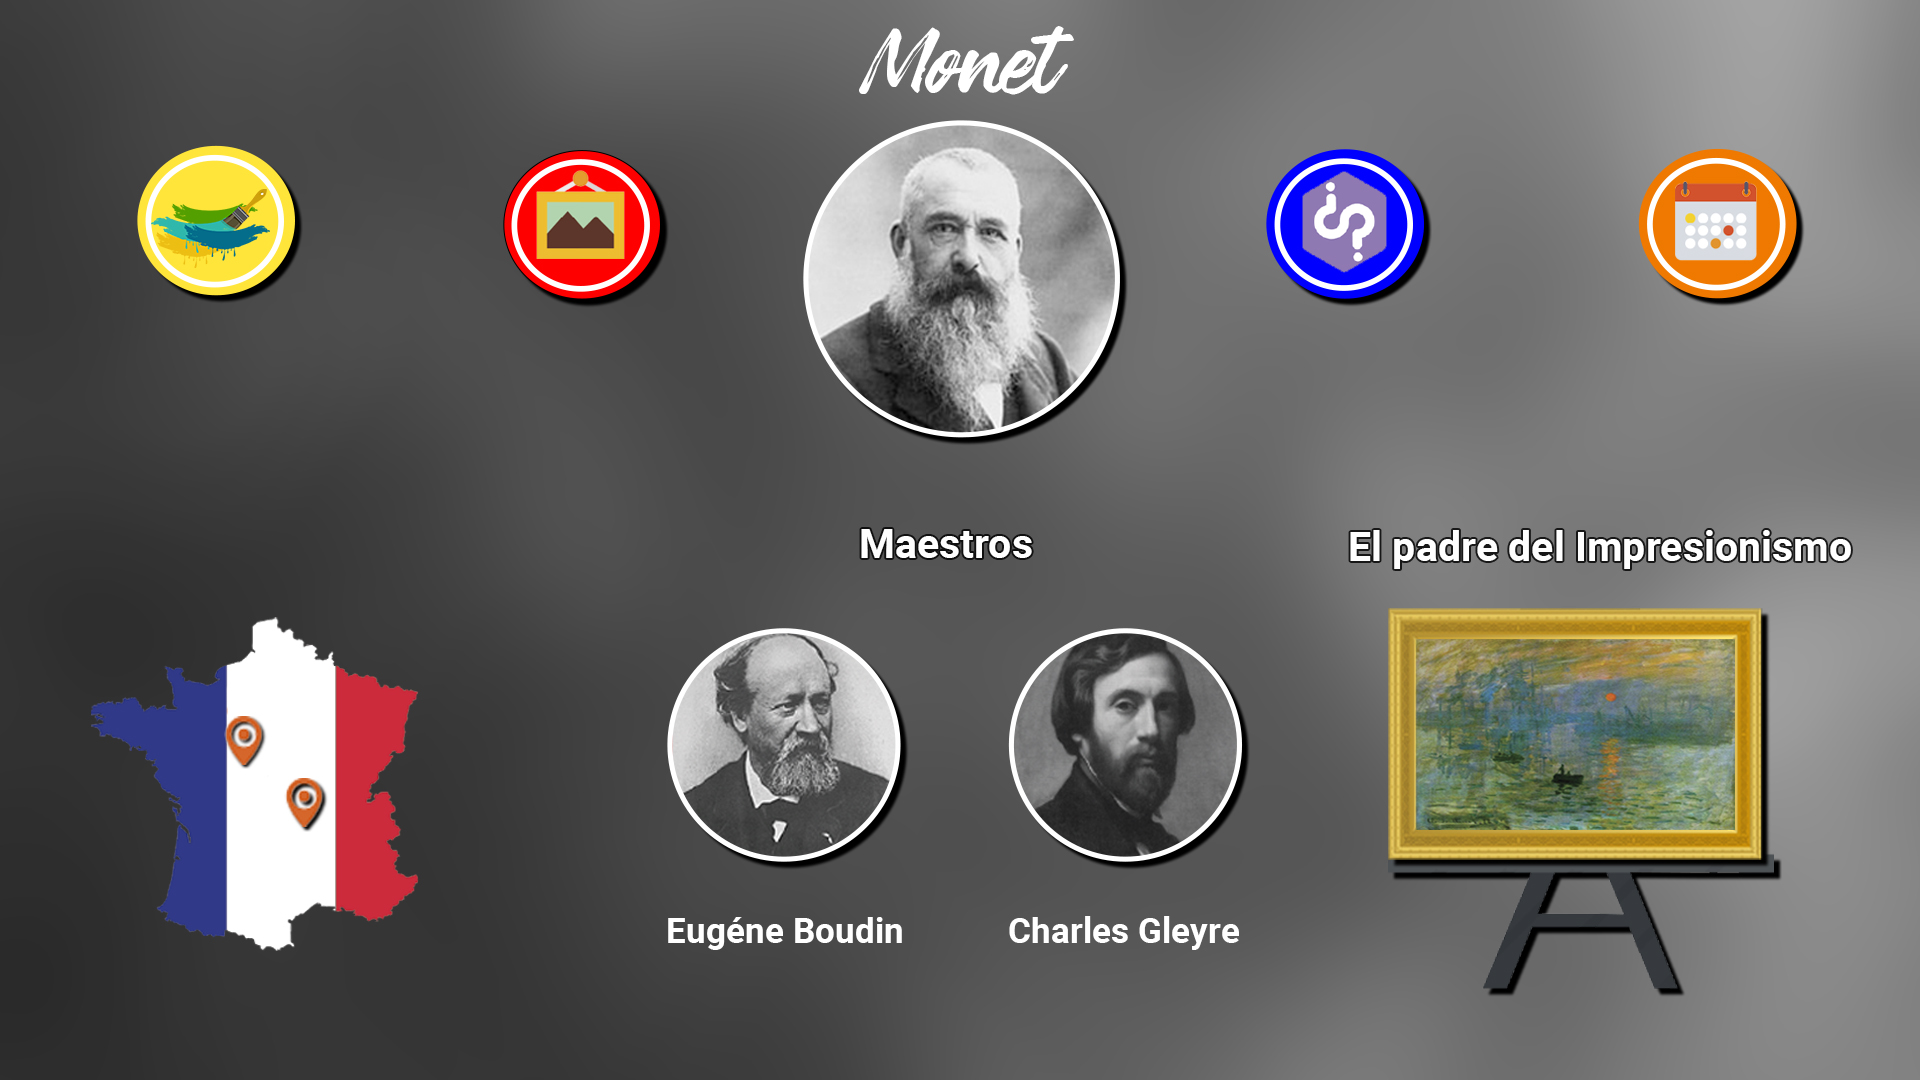 Monet
Maestros
El padre del Impresionismo
Eugéne Boudin
Charles Gleyre